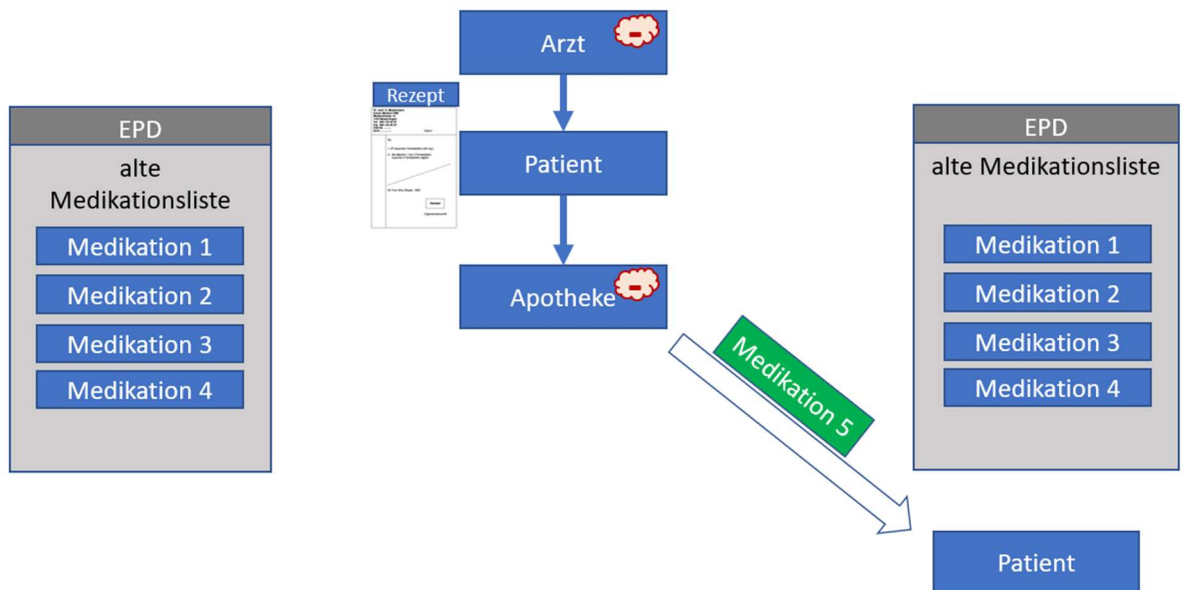 EPD
alte
Medikationsliste
Medikation 1
Medikation 2
Medikation 3
Medikation 4
Arzt
Rezept
Patient
Apotheke
Medikation 5
EPD
alte Medikationsliste
Medikation 1
Medikation 2
Medikation 3
Medikation 4
Patient